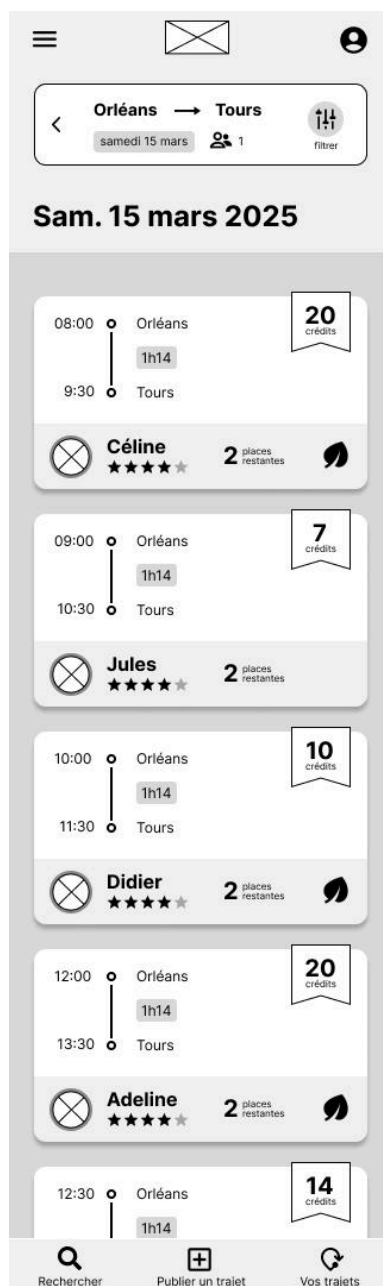 Orléans → Tours
samedi 15 mars 1
filtrer
Sam. 15 mars 2025
20
crédits
08:00 Orléans
1h14
9:30 Tours
Céline
2 places restantes
7
crédits
09:00 Orléans
1h14
10:30 Tours
Jules
2 places restantes
10
crédits
10:00 Orléans
1h14
11:30 Tours
Didier
2 places restantes
20
crédits
12:00 Orléans
1h14
13:30 Tours
Adeline
2 places restantes
14
crédits
12:30 Orléans
1h14
Rechercher Publier un trajet Vos trajets